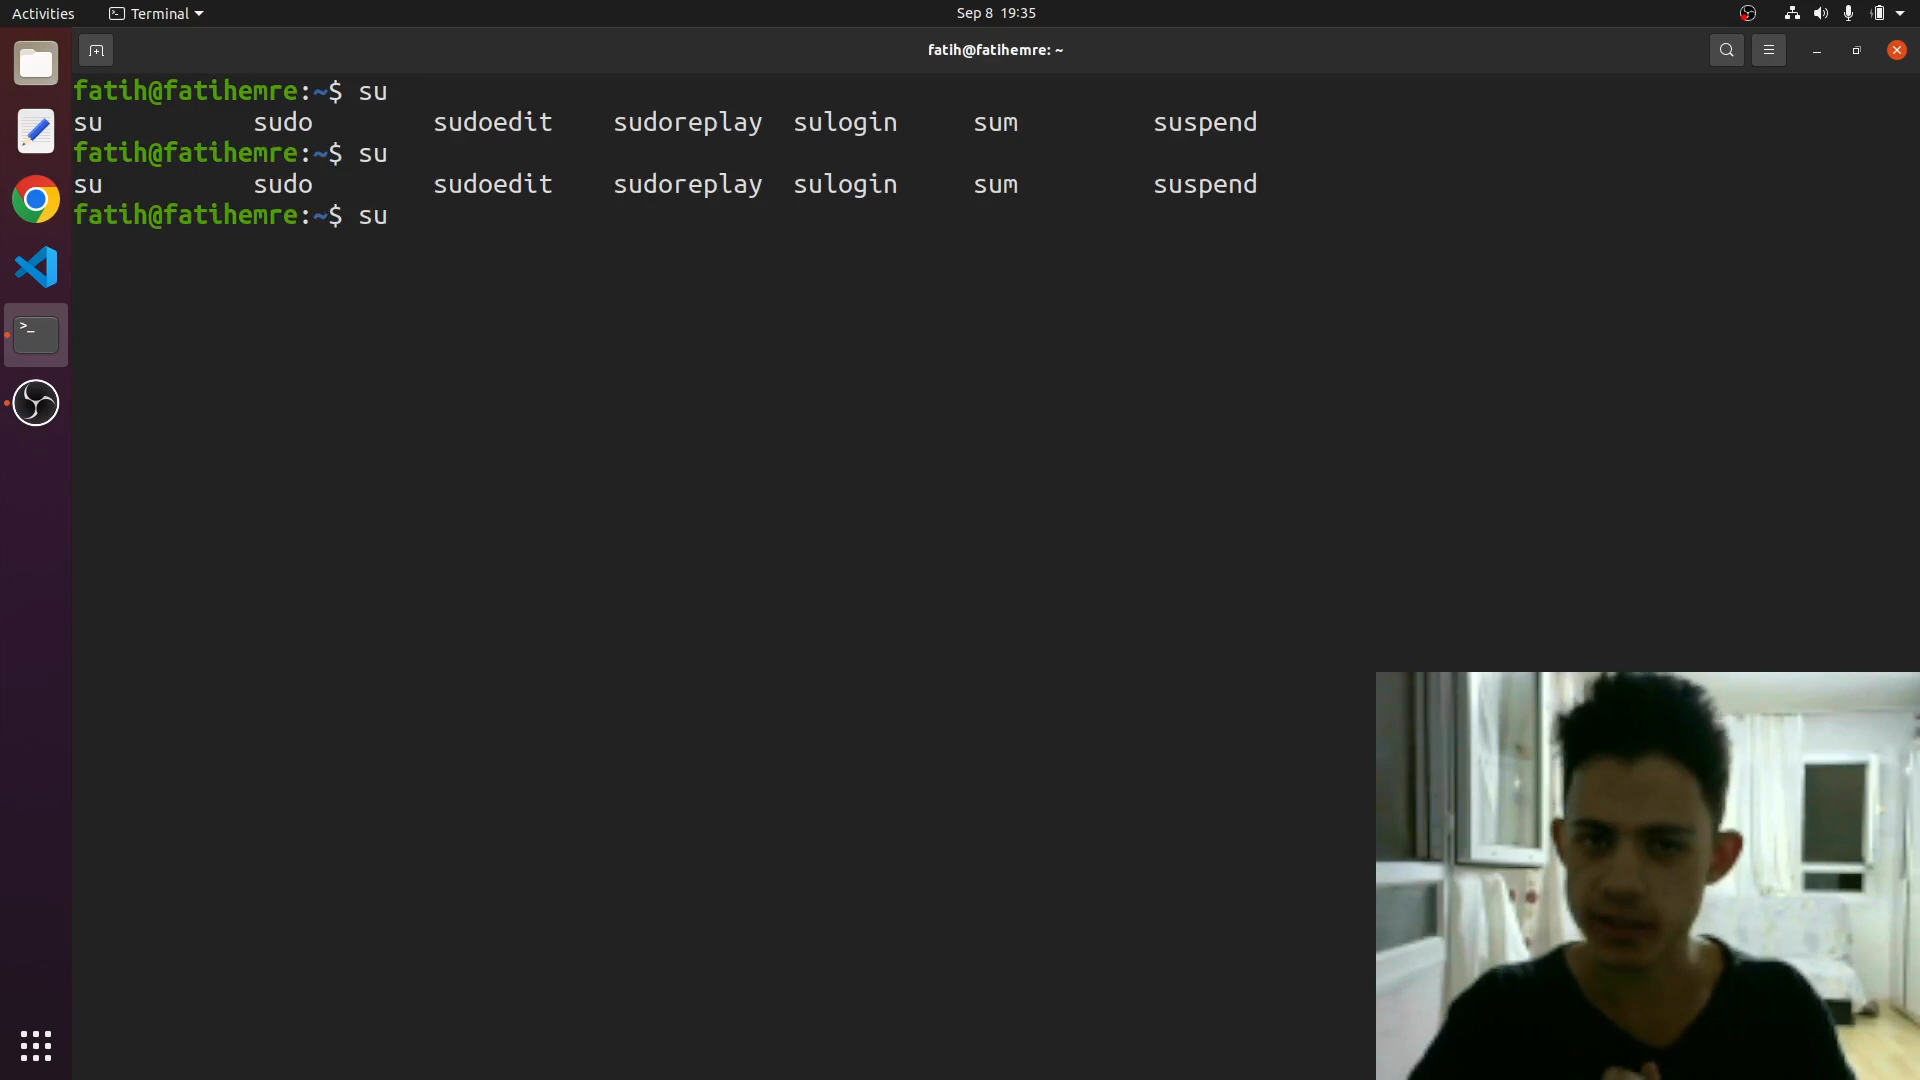 Activities Terminal Sep 8 19:35
fatih@fatihemre: ~
fatih@fatihemre:~$ su
su sudo sudoedit sudoreplay sulogin sum suspend
fatih@fatihemre:~$ su
su sudo sudoedit sudoreplay sulogin sum suspend
fatih@fatihemre:~$ su
>_